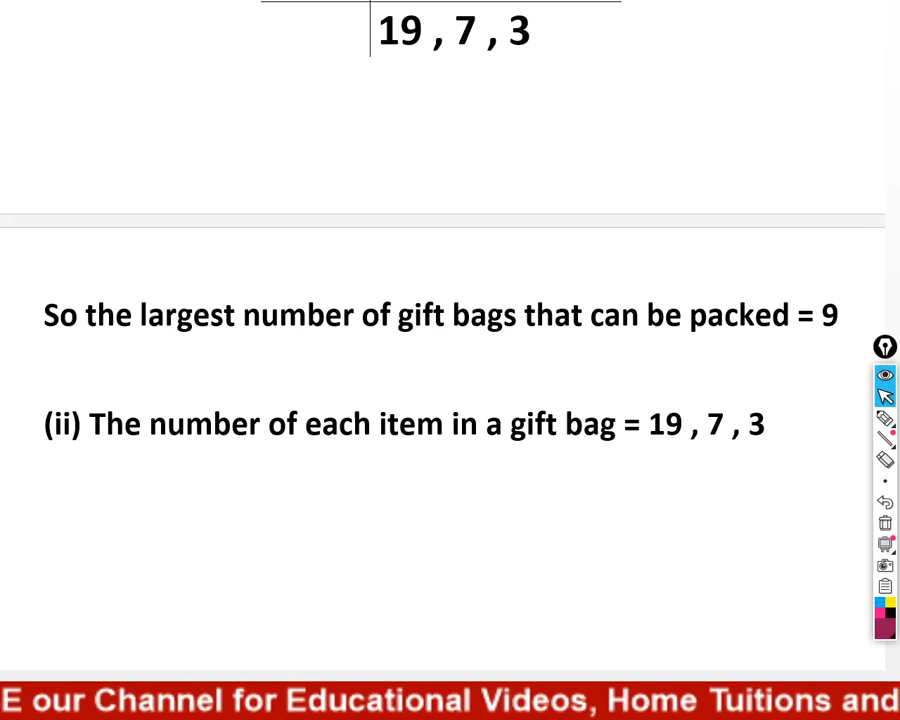 19 , 7 , 3
So the largest number of gift bags that can be packed = 9
(ii) The number of each item in a gift bag = 19 , 7 , 3
E our Channel for Educational Videos, Home Tuitions and